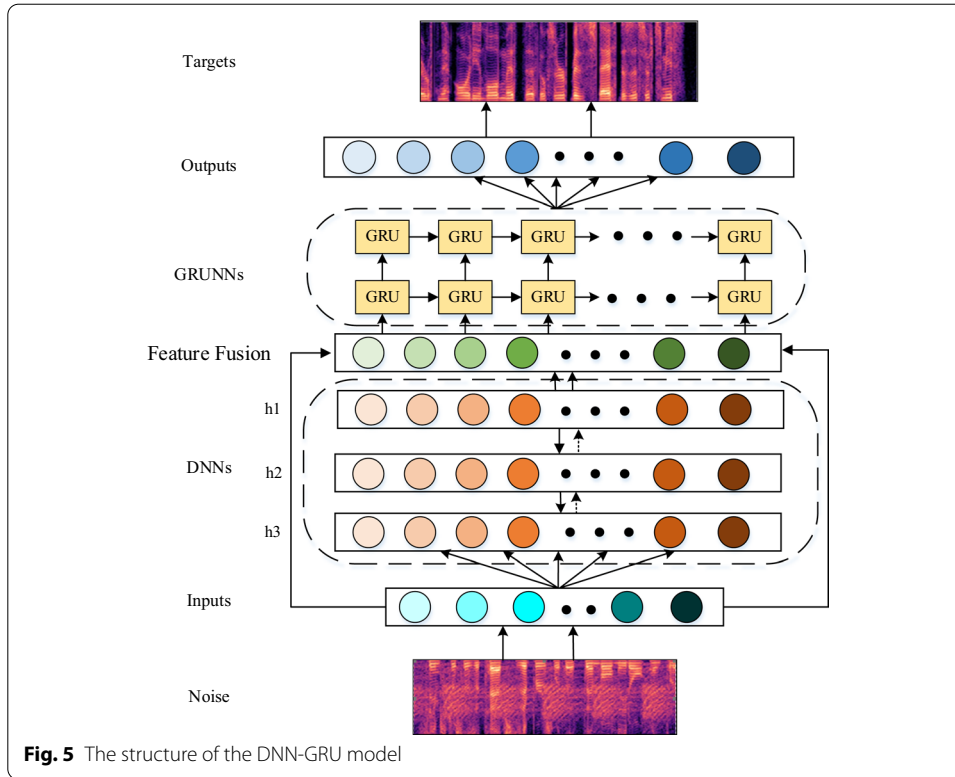 Targets
Outputs
GRU GRU GRU GRU
GRUNNs
GRU GRU GRU GRU
Feature Fusion
h1
DNNs
h2
h3
Inputs
Noise
Fig. 5 The structure of the DNN-GRU model